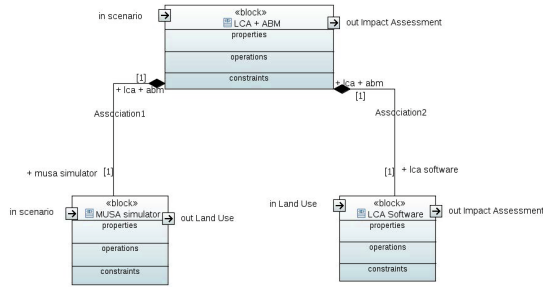 «block»
in scenario
LCA + ABM
out Impact Assessment
properties
operations
constraints
[1]
+ lca + abm
+ lca + abm
[1]
Association1
Association2
+ musa simulator [1]
[1] + lca software
«block»
in scenario
MUSA simulator
out Land Use
properties
operations
constraints
in Land Use
«block»
LCA Software
out Impact Assessment
properties
operations
constraints